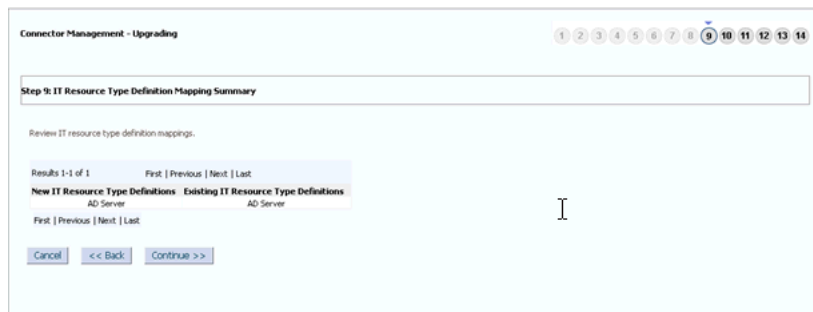 Connector Management - Upgrading
1 2 3 4 5 6 7 8 9 10 11 12 13 14
Step 9: IT Resource Type Definition Mapping Summary
Review IT resource type definition mappings.
Results 1-1 of 1 First | Previous | Next | Last
New IT Resource Type Definitions Existing IT Resource Type Definitions
AD Server AD Server
First | Previous | Next | Last
Cancel << Back Continue >>